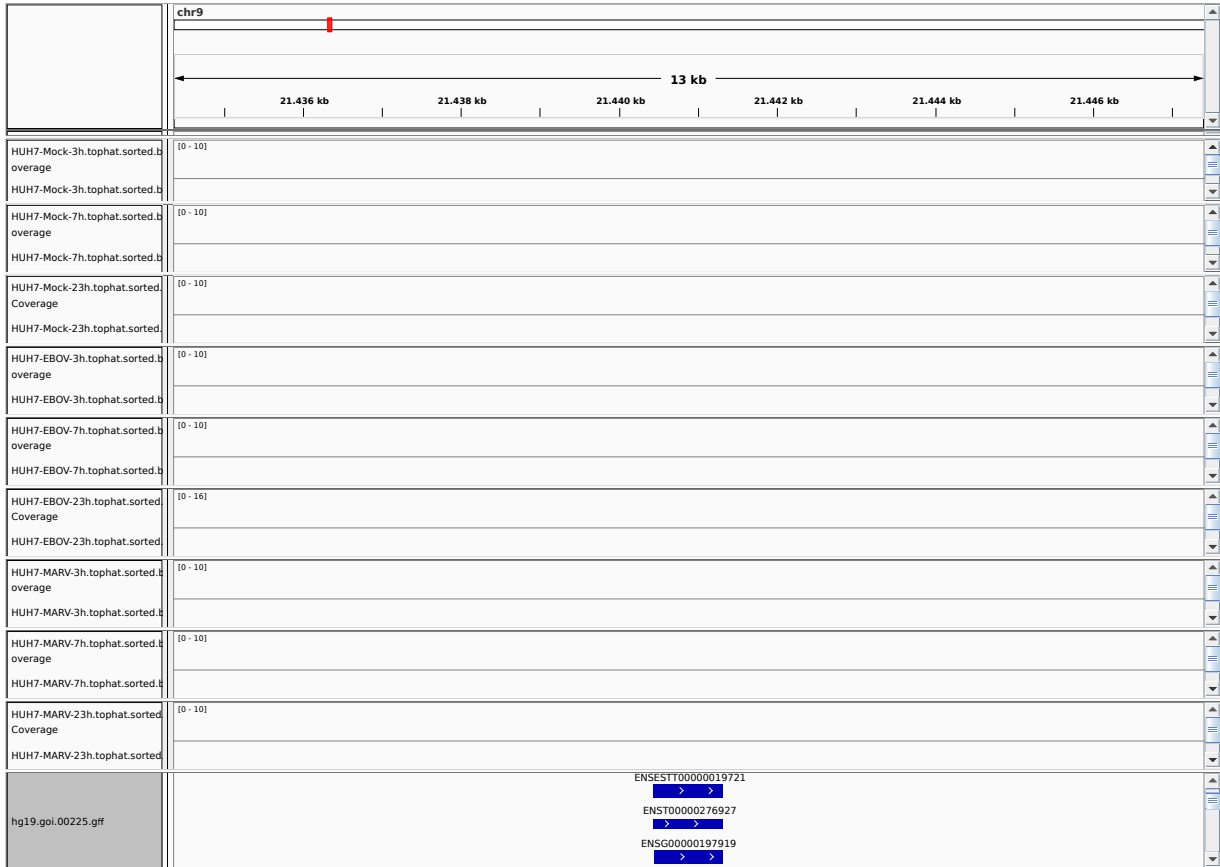 chr9
13 kb
21.436 kb 21.438 kb 21.440 kb 21.442 kb 21.444 kb 21.446 kb
HUH7-Mock-3h.tophat.sorted.b [0 - 10]
overage
HUH7-Mock-3h.tophat.sorted.b
HUH7-Mock-7h.tophat.sorted.b [0 - 10]
overage
HUH7-Mock-7h.tophat.sorted.b
HUH7-Mock-23h.tophat.sorted. [0 - 10]
Coverage
HUH7-Mock-23h.tophat.sorted.
HUH7-EBOV-3h.tophat.sorted.b [0 - 10]
overage
HUH7-EBOV-3h.tophat.sorted.b
HUH7-EBOV-7h.tophat.sorted.b [0 - 10]
overage
HUH7-EBOV-7h.tophat.sorted.b
HUH7-EBOV-23h.tophat.sorted. [0 - 16]
Coverage
HUH7-EBOV-23h.tophat.sorted.
HUH7-MARV-3h.tophat.sorted.b [0 - 10]
overage
HUH7-MARV-3h.tophat.sorted.b
HUH7-MARV-7h.tophat.sorted.b [0 - 10]
overage
HUH7-MARV-7h.tophat.sorted.b
HUH7-MARV-23h.tophat.sorted [0 - 10]
Coverage
HUH7-MARV-23h.tophat.sorted
ENSESTT00000019721
ENST00000276927
hg19.goi.00225.gff
ENSG00000197919